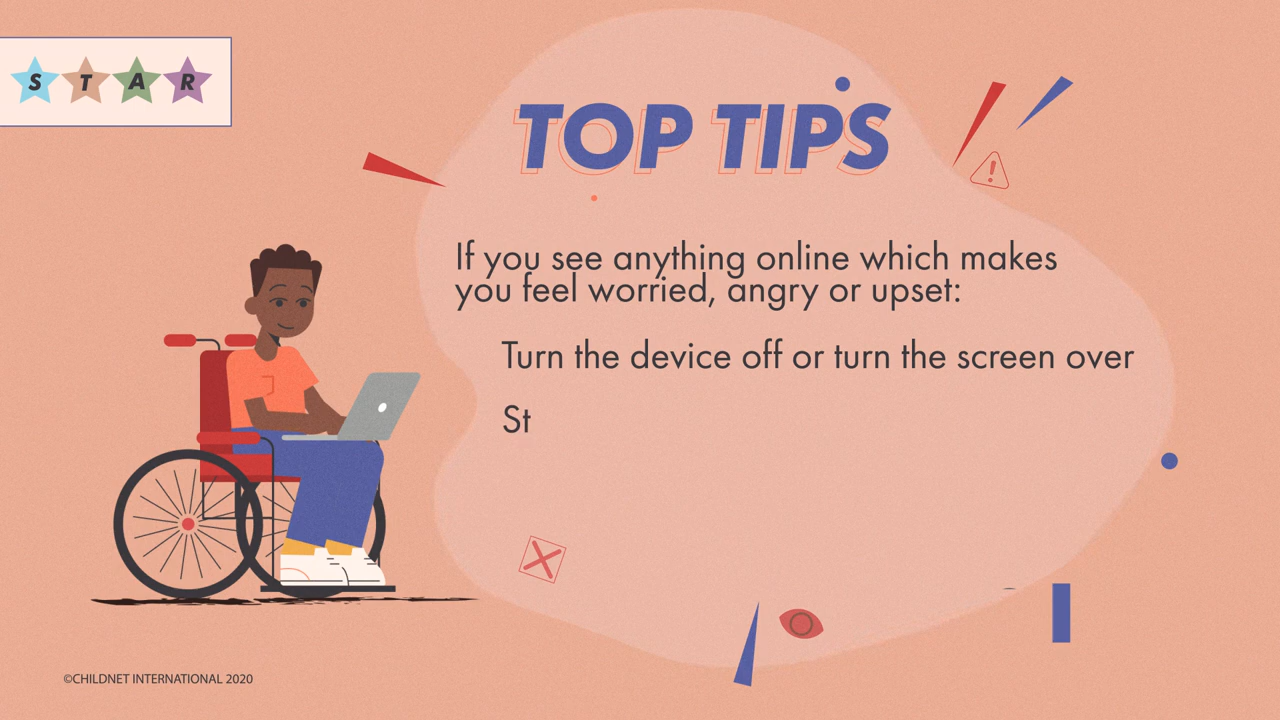 S T A R
TOP TIPS
If you see anything online which makes
you feel worried, angry or upset:
Turn the device off or turn the screen over
St
©CHILDNET INTERNATIONAL 2020